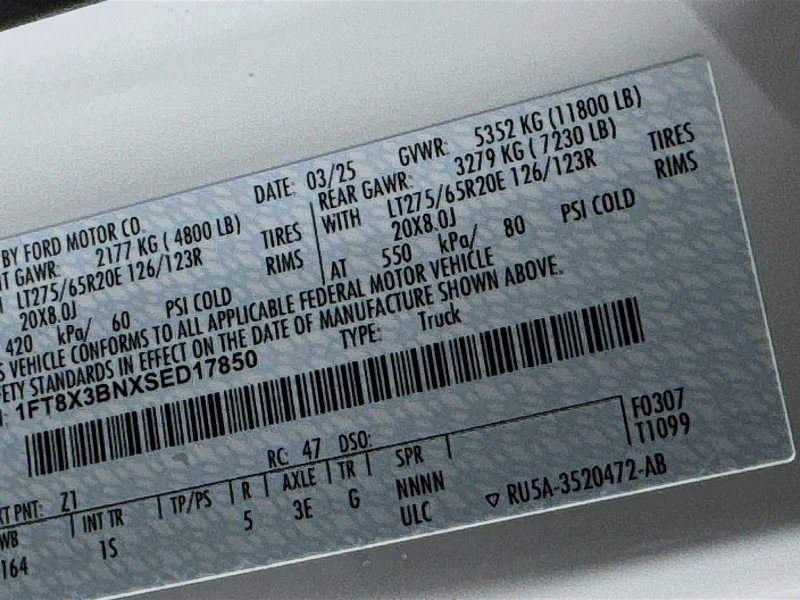 BY FORD MOTOR CO. DATE: 03/25 GVWR: 5352 KG (11800 LB)
GAWR: 2177 KG ( 4800 LB) REAR GAWR: 3279 KG ( 7230 LB)
LT275/65R20E 126/123R TIRES WITH LT275/65R20E 126/123R TIRES
20X8.0J RIMS 20X8.0J RIMS
420 kPa/ 60 PSI COLD AT 550 kPa/ 80 PSI COLD
VEHICLE CONFORMS TO ALL APPLICABLE FEDERAL MOTOR VEHICLE
STANDARDS IN EFFECT ON THE DATE OF MANUFACTURE SHOWN ABOVE.
1FT8X3BNXSED17850 TYPE: Truck
F0307
T1099
RC: 47 DSO:
PNT: Z1
WB INT TR TP/PS R AXLE TR SPR
164 1S 5 3E G NNNN
ULC ▽ RU5A-3520472-AB